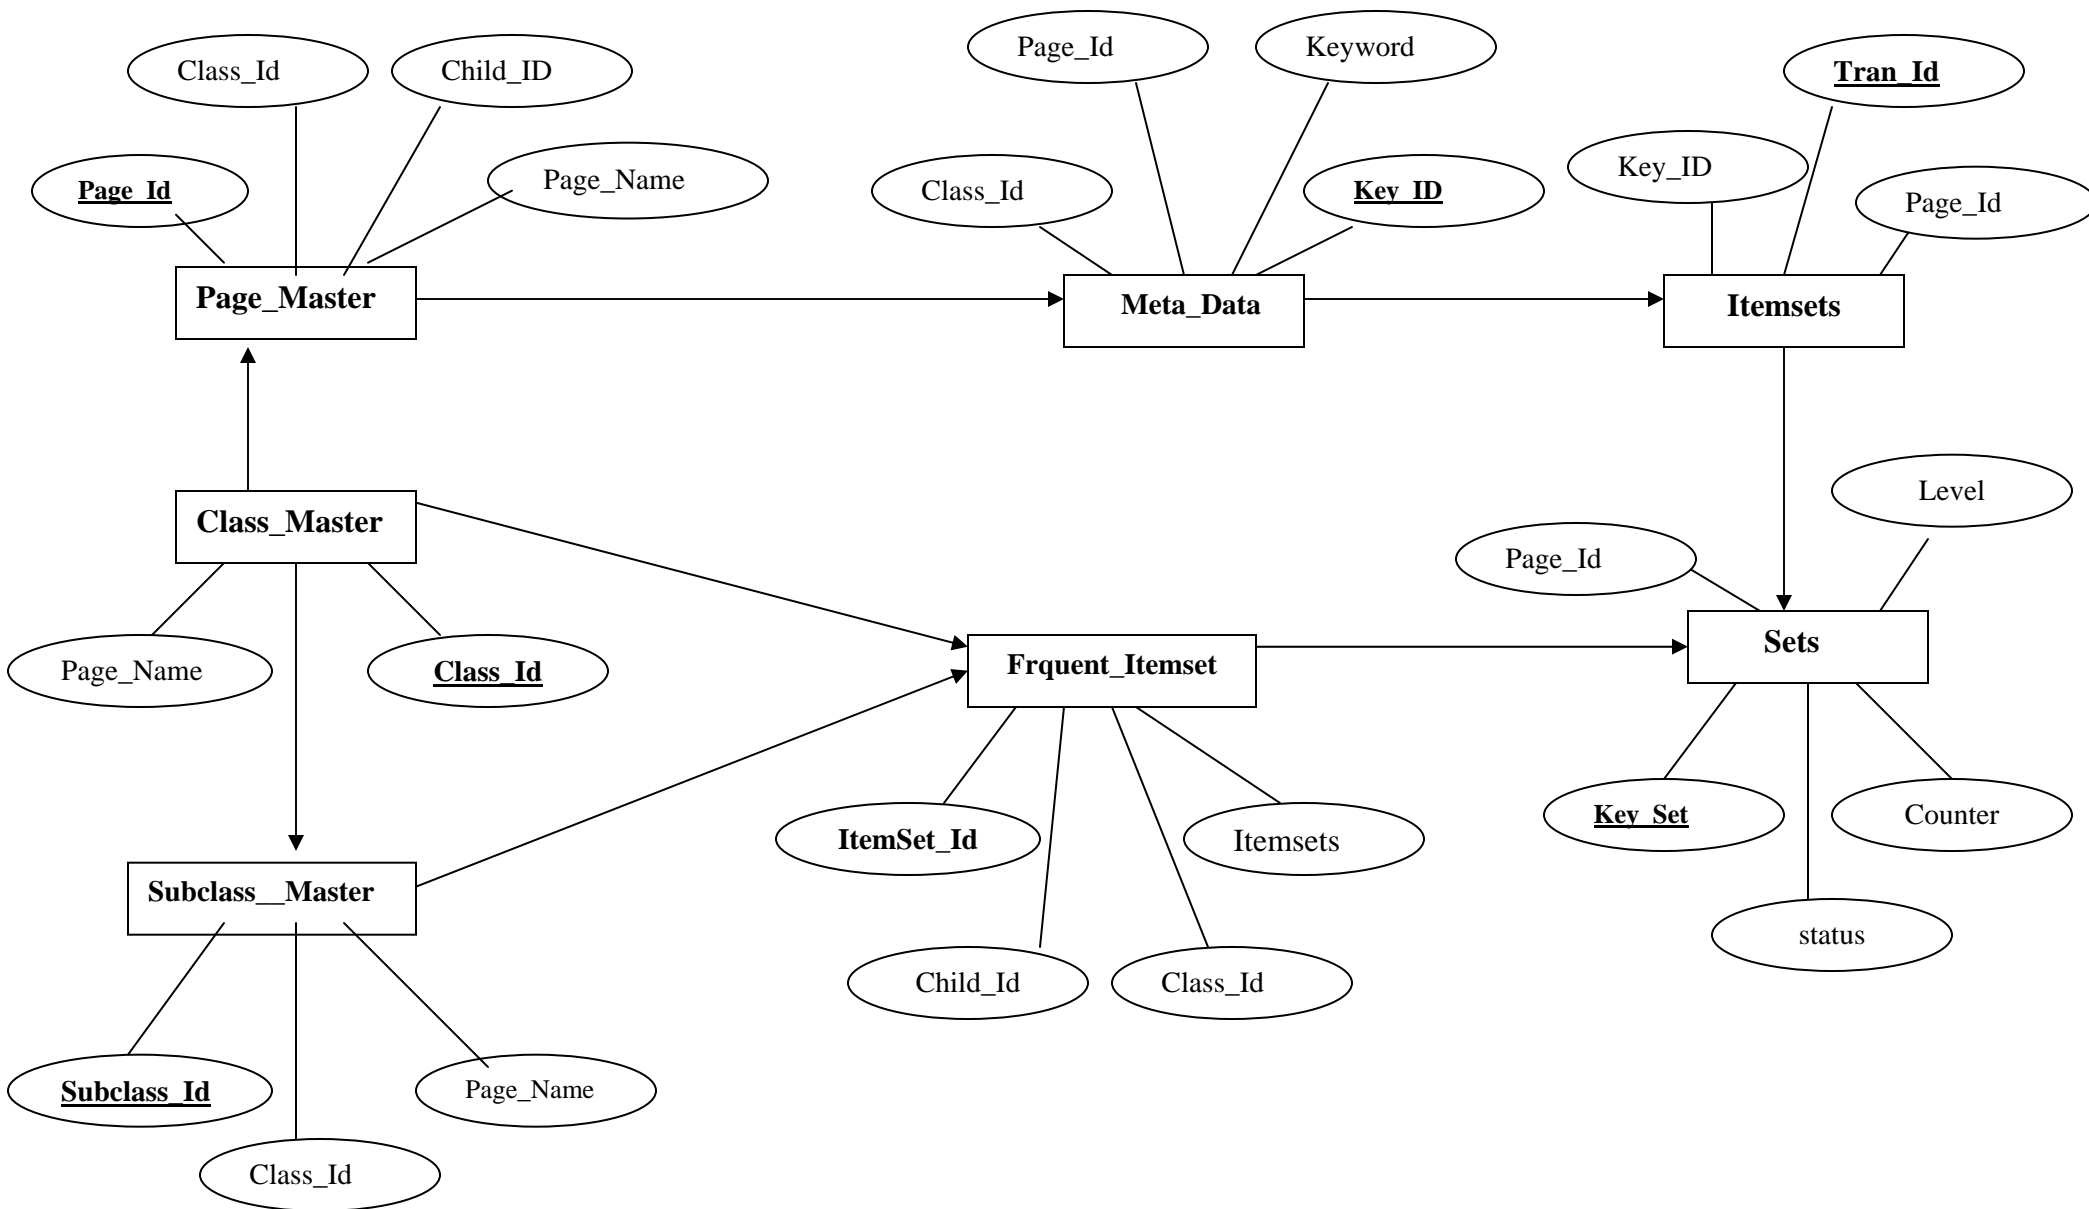 Class_Id
Child_ID
Page_Id
Keyword
Tran_Id
Page_Id
Page_Name
Class_Id
Key_ID
Key_ID
Page_Id
Page_Master
Meta_Data
Itemsets
Class_Master
Level
Page_Id
Page_Name
Class_Id
Frquent_Itemset
Sets
Subclass__Master
ItemSet_Id
Itemsets
Key_Set
Counter
Child_Id
Class_Id
status
Subclass_Id
Page_Name
Class_Id